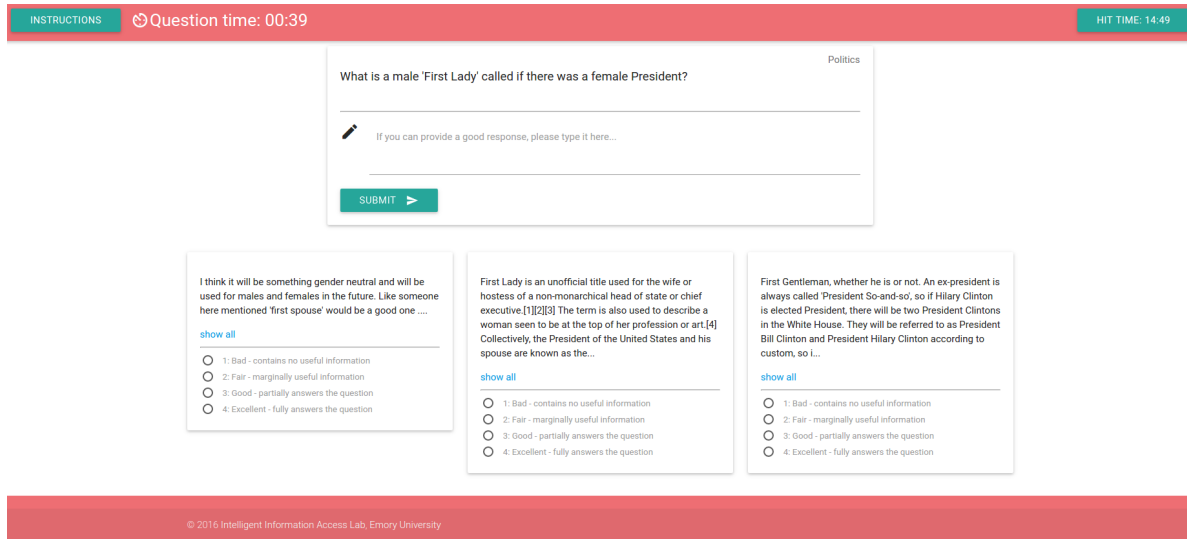 INSTRUCTIONS
Question time: 00:39
HIT TIME: 14:49
Politics
What is a male 'First Lady' called if there was a female President?
If you can provide a good response, please type it here...
SUBMIT
I think it will be something gender neutral and will be
used for males and females in the future. Like someone
here mentioned 'first spouse' would be a good one ....
show all
1: Bad - contains no useful information
2: Fair - marginally useful information
3: Good - partially answers the question
4: Excellent - fully answers the question
First Lady is an unofficial title used for the wife or
hostess of a non-monarchical head of state or chief
executive.[1][2][3] The term is also used to describe a
woman seen to be at the top of her profession or art.[4]
Collectively, the President of the United States and his
spouse are known as the...
show all
1: Bad - contains no useful information
2: Fair - marginally useful information
3: Good - partially answers the question
4: Excellent - fully answers the question
First Gentleman, whether he is or not. An ex-president is
always called 'President So-and-so', so if Hilary Clinton
is elected President, there will be two President Clintons
in the White House. They will be referred to as President
Bill Clinton and President Hilary Clinton according to
custom, so i...
show all
1: Bad - contains no useful information
2: Fair - marginally useful information
3: Good - partially answers the question
4: Excellent - fully answers the question
© 2016 Intelligent Information Access Lab, Emory University